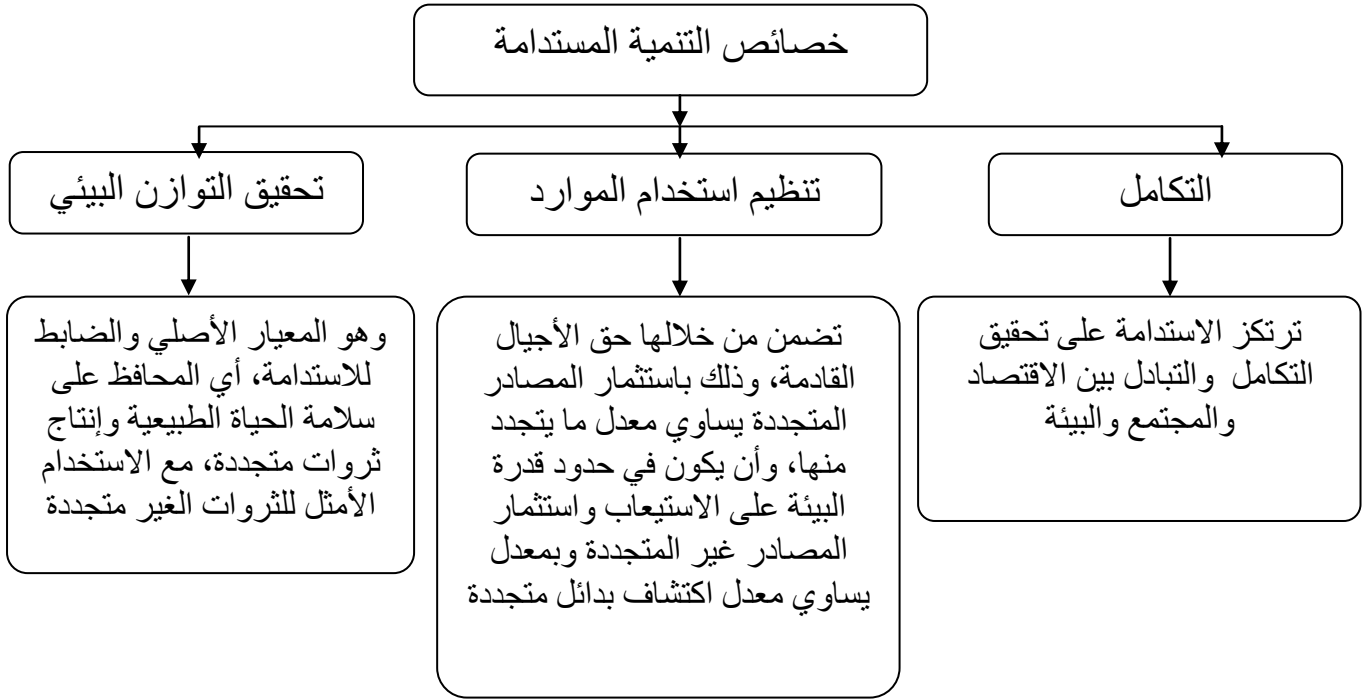 خصائص التنمية المستدامة
التكامل
تنظيم استخدام الموارد
تحقيق التوازن البيئي
ترتكز الاستدامة على تحقيق
التكامل والتبادل بين الاقتصاد
والمجتمع والبيئة
تضمن من خلالها حق الأجيال
القادمة، وذلك باستثمار المصادر
المتجددة يساوي معدل ما يتجدد
منها، وأن يكون في حدود قدرة
البيئة على الاستيعاب واستثمار
المصادر غير المتجددة وبمعدل
يساوي معدل اكتشاف بدائل متجددة
وهو المعيار الأصلي والضابط
للاستدامة، أي المحافظ على
سلامة الحياة الطبيعية وإنتاج
ثروات متجددة، مع الاستخدام
الأمثل للثروات الغير متجددة